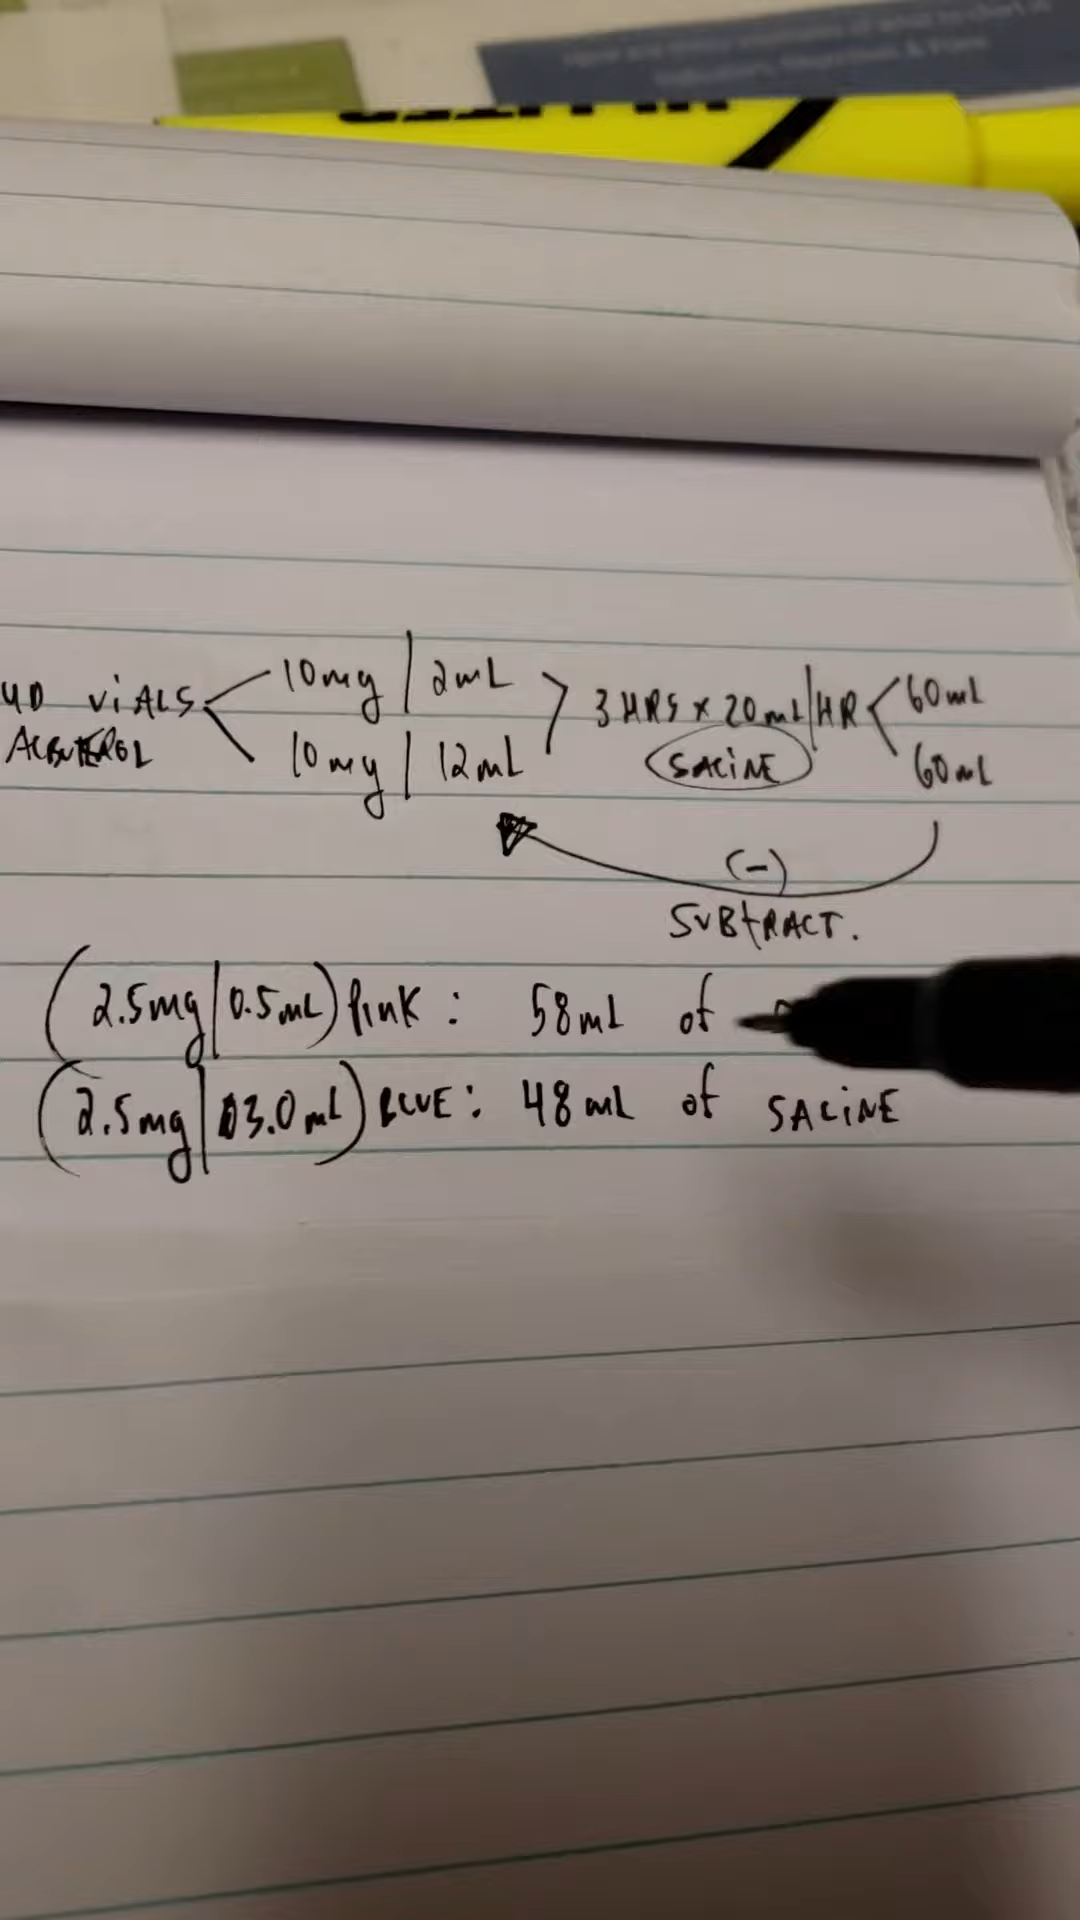 UD ViALS 10mg | 2mL 3 HRS x 20mL/HR 60mL
ALBUTEROL 10mg | 12mL SALiNE 60mL
(-)
SUBtRACT.
(2.5mg | 0.5mL) PinK: 58mL of
(2.5mg | 3.0mL) BLUE: 48mL of SALiNE